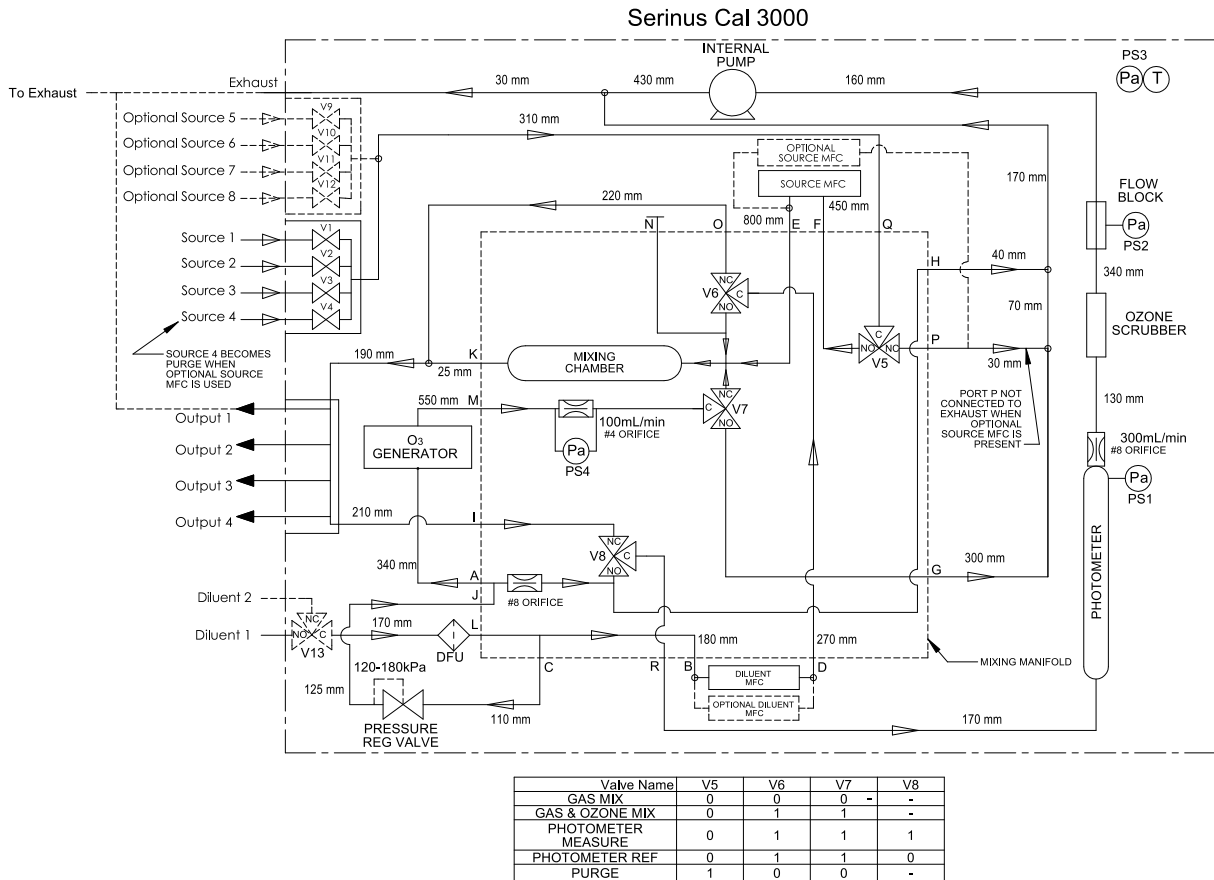 Serinus Cal 3000
INTERNAL
PUMP
PS3
Pa
T
Exhaust
30 mm
430 mm
160 mm
To Exhaust
V9
Optional Source 5
310 mm
V10
Optional Source 6
V11
Optional Source 7
V12
Optional Source 8
OPTIONAL
SOURCE MFC
SOURCE MFC
170 mm
FLOW
BLOCK
Pa
PS2
220 mm
450 mm
800 mm
N
O
E
F
Q
V1
Source 1
V2
Source 2
V3
Source 3
V4
Source 4
H
40 mm
340 mm
NC
C
NO
V6
70 mm
OZONE
SCRUBBER
C
NO
NO
V5
P
30 mm
SOURCE 4 BECOMES
PURGE WHEN
OPTIONAL SOURCE
MFC IS USED
190 mm
K
25 mm
MIXING
CHAMBER
PORT P NOT
CONNECTED TO
EXHAUST WHEN
OPTIONAL
SOURCE MFC IS
PRESENT
130 mm
550 mm
M
NC
C
NO
V7
100mL/min
#4 ORIFICE
Pa
PS4
Output 1
Output 2
Output 3
Output 4
O3
GENERATOR
300mL/min
#8 ORIFICE
Pa
PS1
210 mm
I
NC
C
NO
V8
340 mm
A
J
#8 ORIFICE
G
300 mm
PHOTOMETER
Diluent 2
NC
NO
C
Diluent 1
V13
170 mm
I
DFU
L
C
180 mm
270 mm
R
B
D
MIXING MANIFOLD
120-180kPa
125 mm
110 mm
PRESSURE
REG VALVE
DILUENT
MFC
OPTIONAL DILUENT
MFC
170 mm
Valve Name V5 V6 V7 V8
GAS MIX 0 0 0 - -
GAS & OZONE MIX 0 1 1 -
PHOTOMETER
MEASURE 0 1 1 1
PHOTOMETER REF 0 1 1 0
PURGE 1 0 0 -